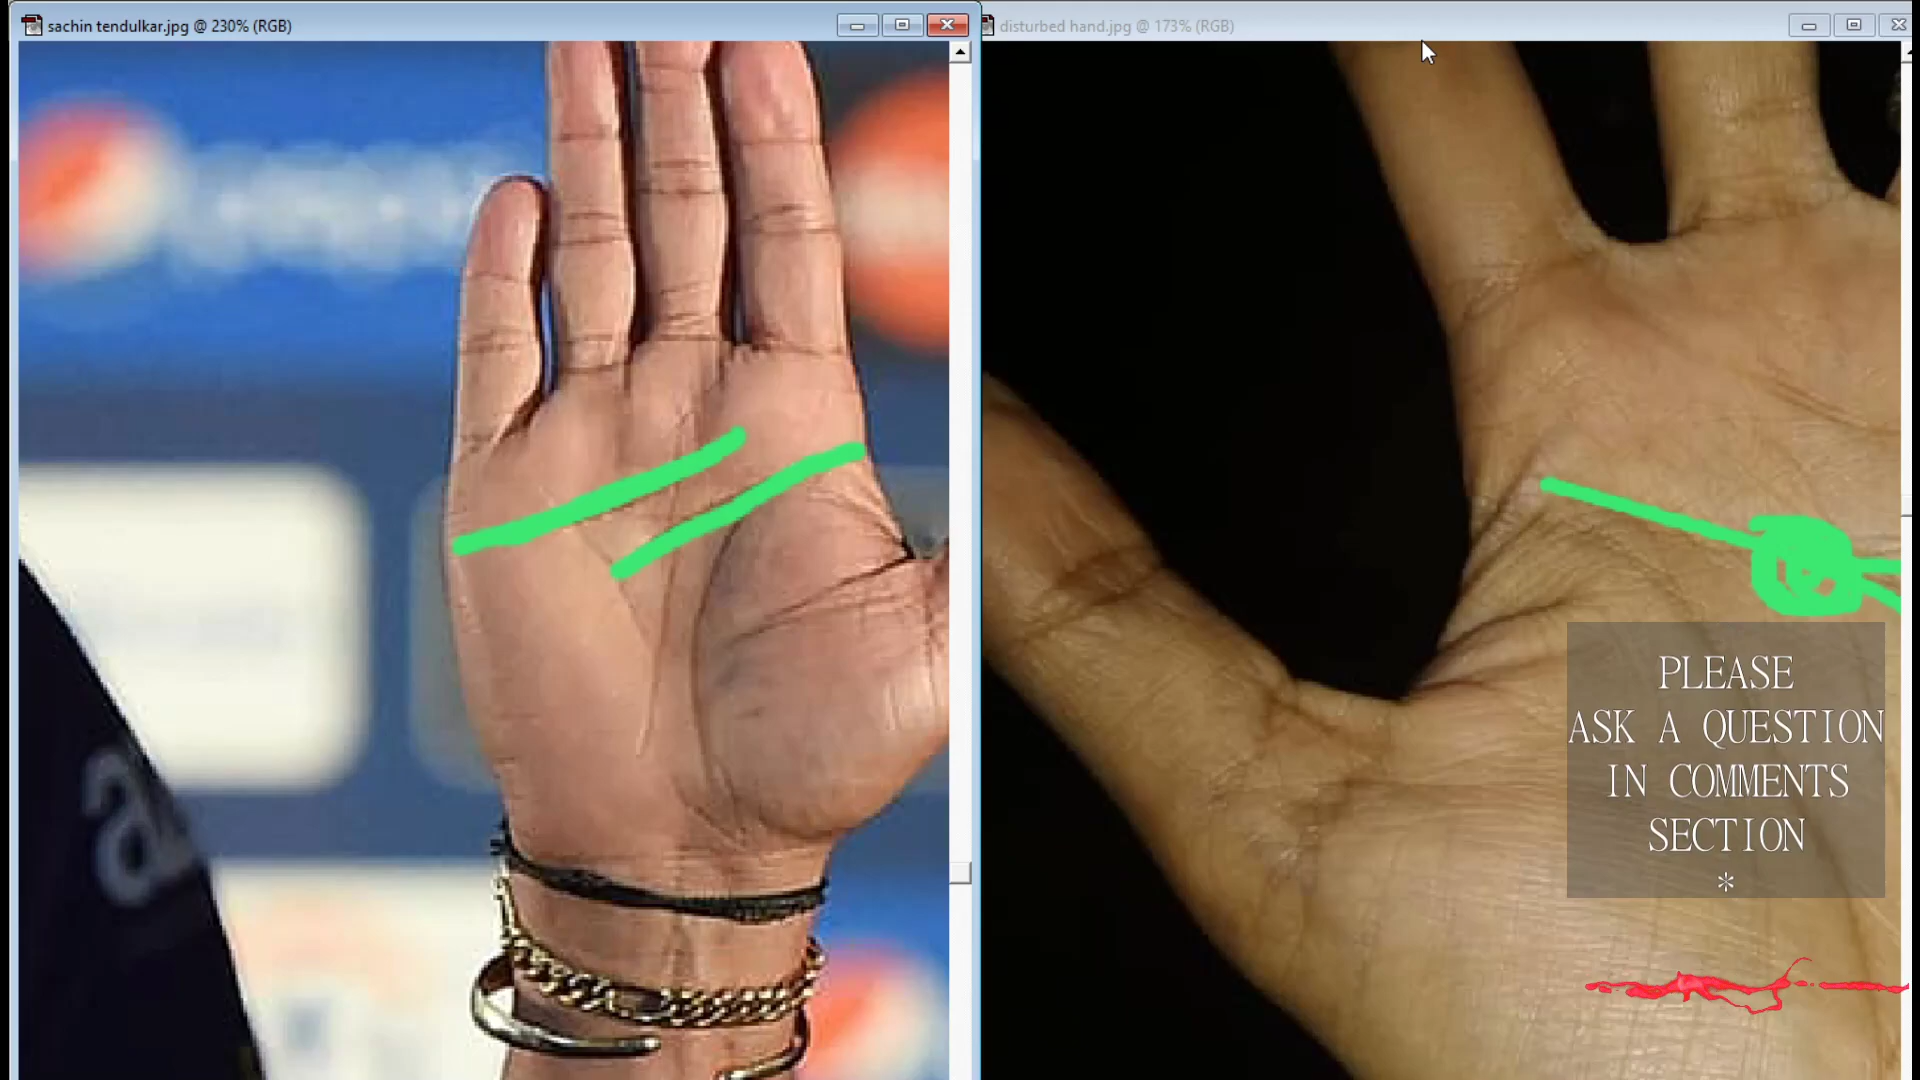 sachin tendulkar.jpg @ 230% (RGB)
disturbed hand.jpg @ 173% (RGB)
a
PLEASE
ASK A QUESTION
IN COMMENTS
SECTION
*